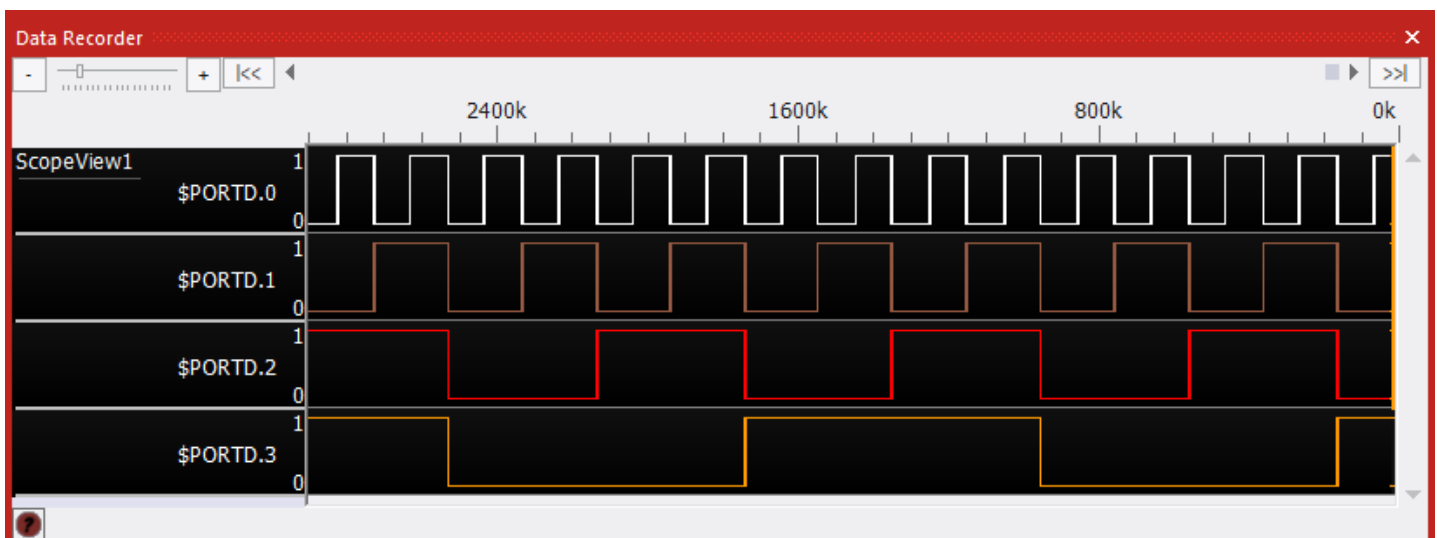 Data Recorder
- + |<< >>|
2400k 1600k 800k 0k
ScopeView1 1
$PORTD.0
0
1
$PORTD.1
0
1
$PORTD.2
0
1
$PORTD.3
0
?